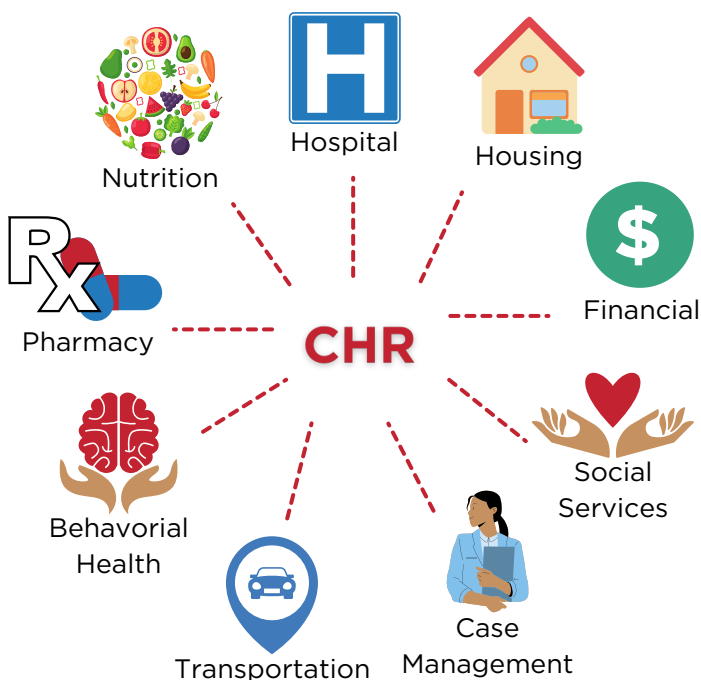 H
Hospital
Housing
Nutrition
$
Financial
Rx
Pharmacy
CHR
Social
Services
Behavorial
Health
Case
Management
Transportation